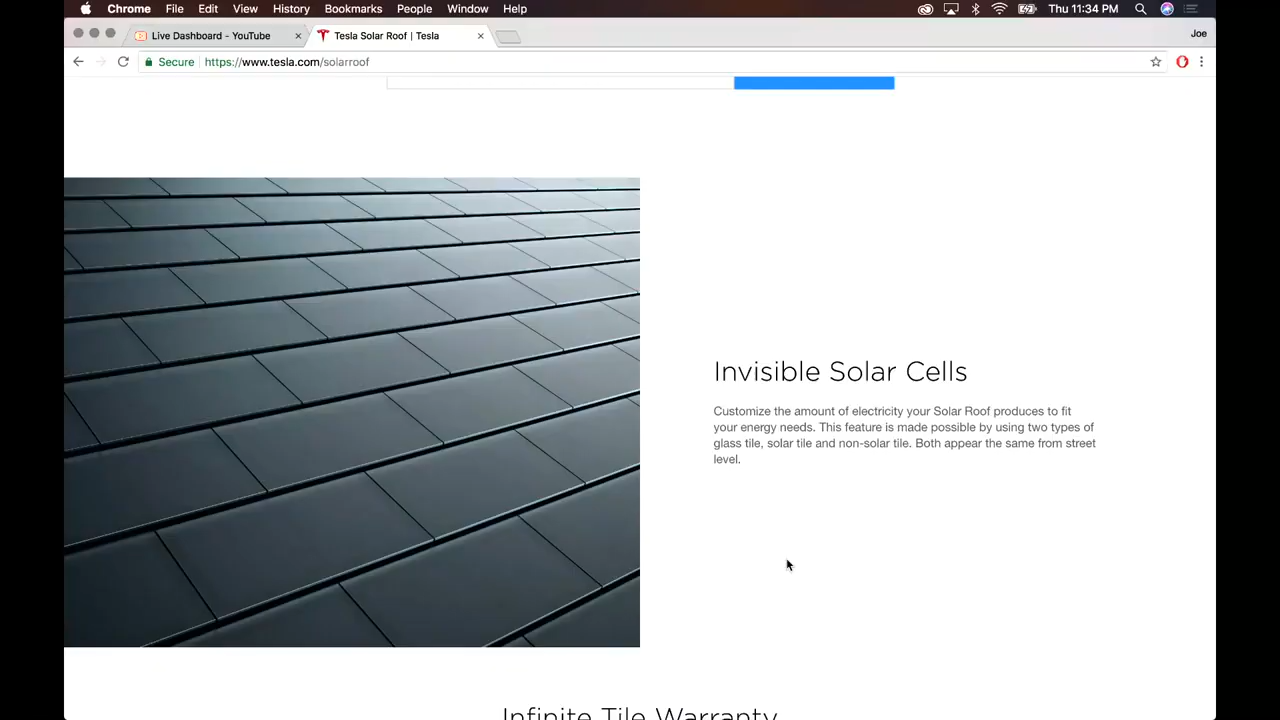 Chrome File Edit View History Bookmarks People Window Help Thu 11:34 PM
Live Dashboard - YouTube Tesla Solar Roof | Tesla Joe
Secure https://www.tesla.com/solarroof
Invisible Solar Cells
Customize the amount of electricity your Solar Roof produces to fit
your energy needs. This feature is made possible by using two types of
glass tile, solar tile and non-solar tile. Both appear the same from street
level.
Infinite Tile Warranty